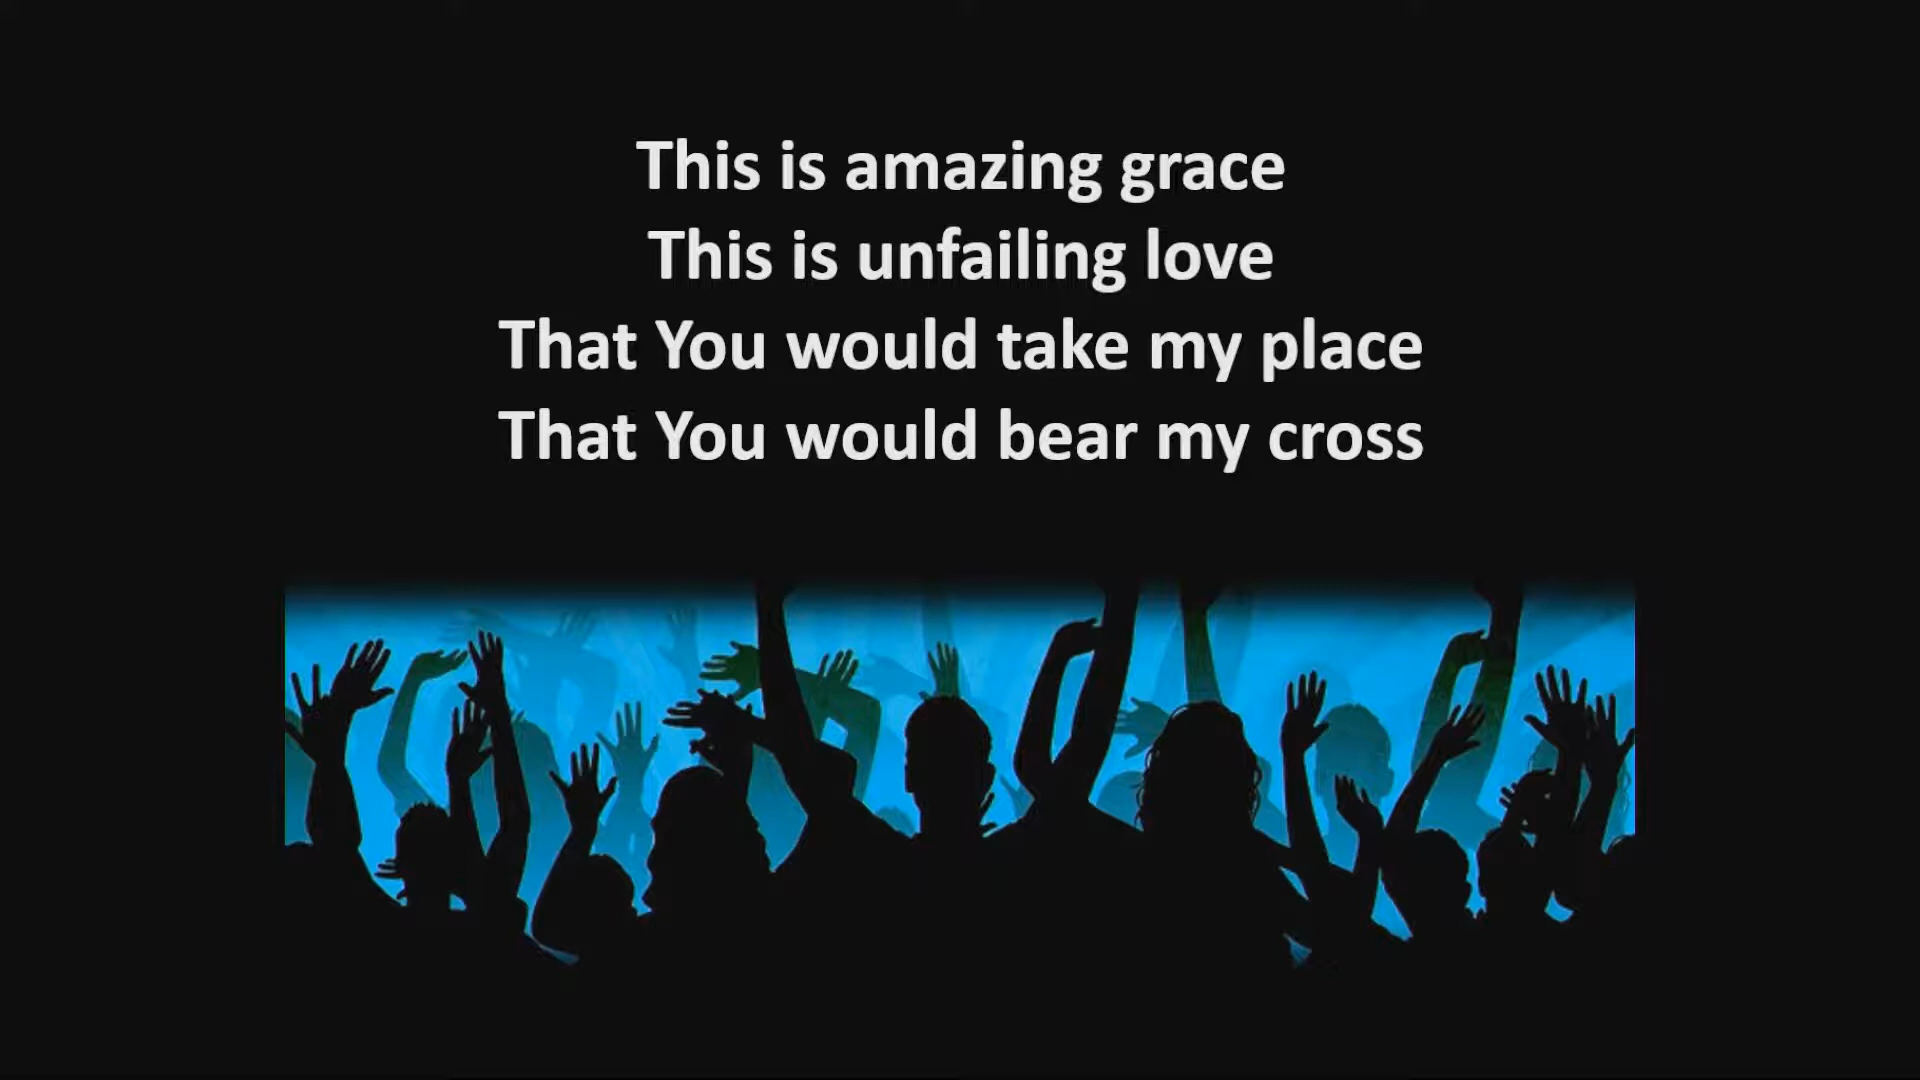 This is amazing grace
This is unfailing love
That You would take my place
That You would bear my cross